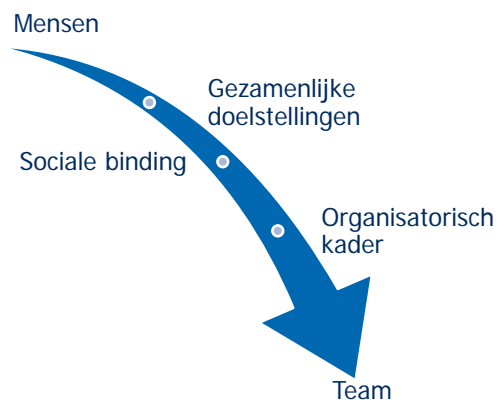 Mensen
Gezamenlijke
doelstellingen
Sociale binding
Organisatorisch
kader
Team